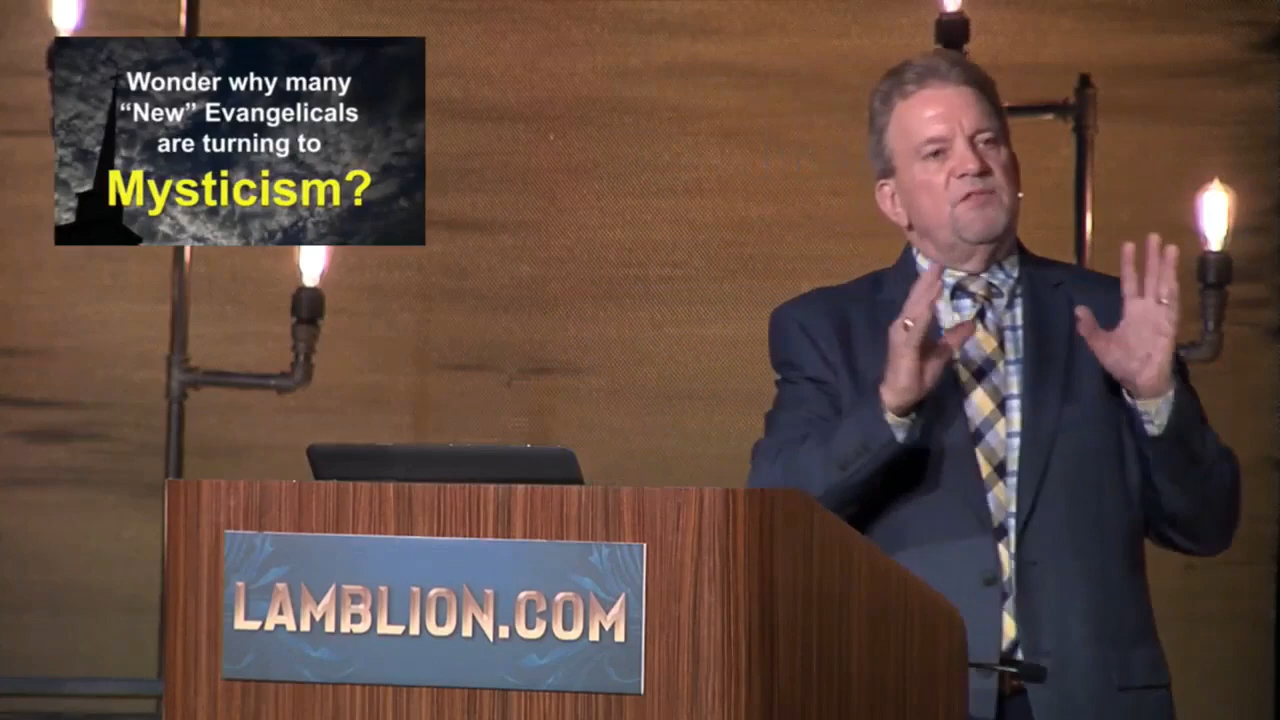 Wonder why many
“New” Evangelicals
are turning to
Mysticism?
LAMBLION.COM